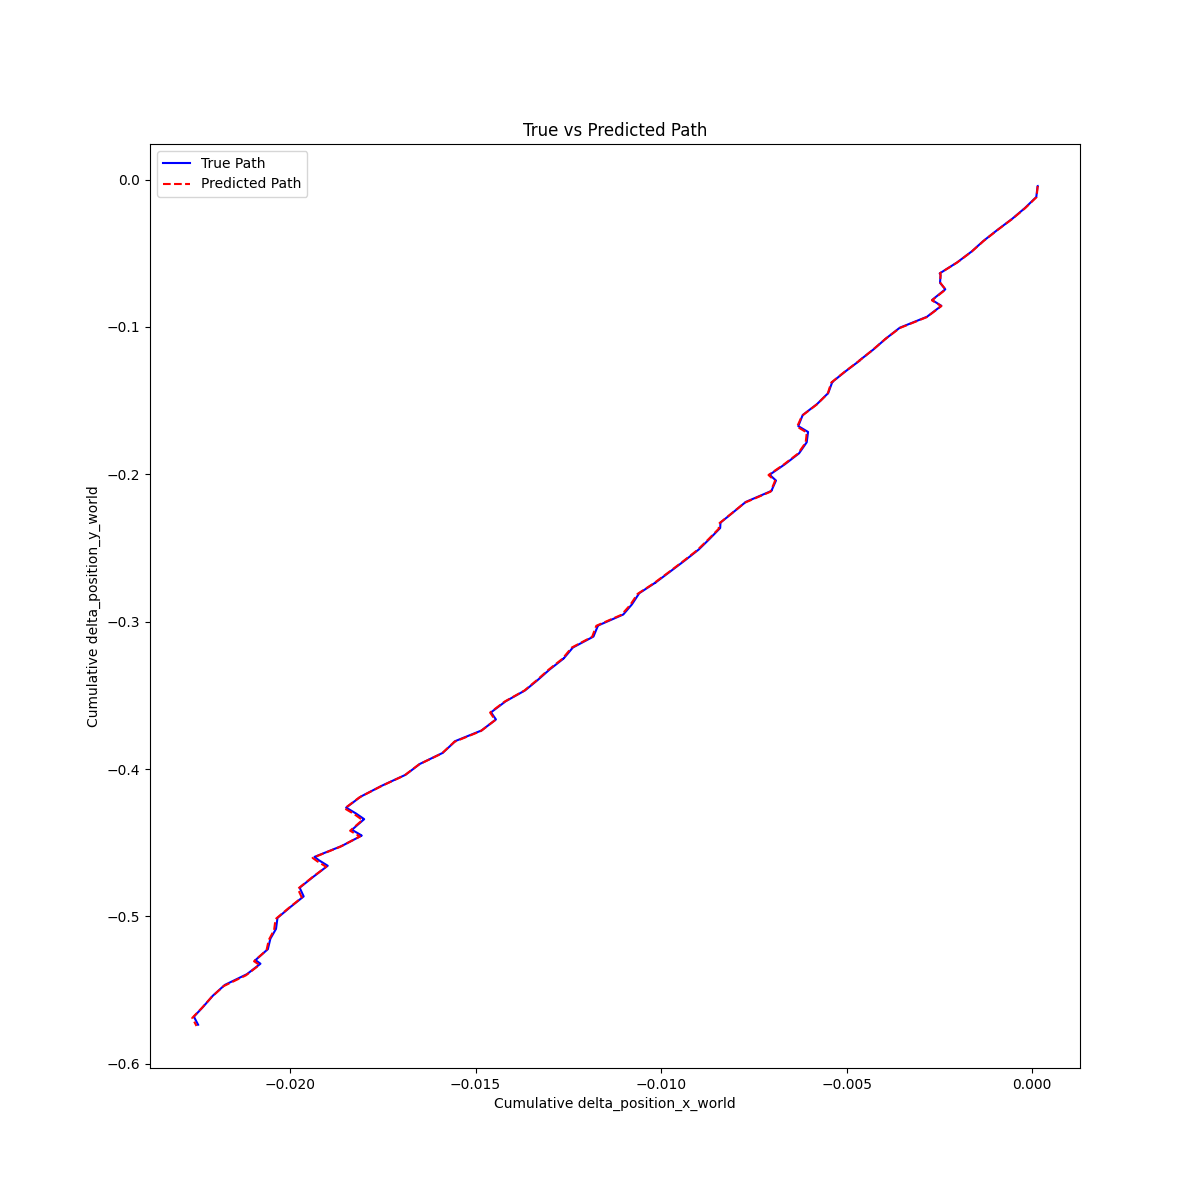 True vs Predicted Path
True Path
Predicted Path
0.0
−0.1
−0.2
−0.3
−0.4
−0.5
−0.6
Cumulative delta_position_y_world
−0.020
−0.015
−0.010
−0.005
0.000
Cumulative delta_position_x_world